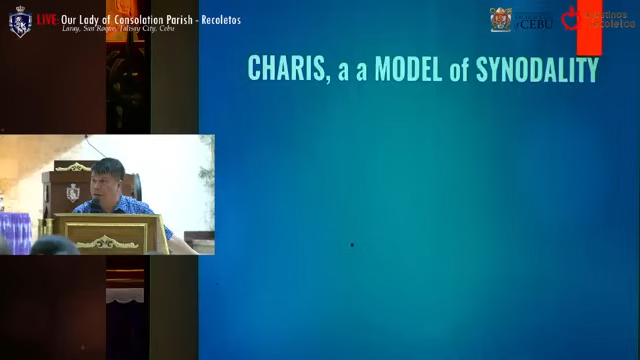 LIVE: Our Lady of Consolation Parish - Recoletos
Laray, San Roque, Talisay City, Cebu
CEBU
agustinos
recoletos
CHARIS, a a MODEL of SYNODALITY